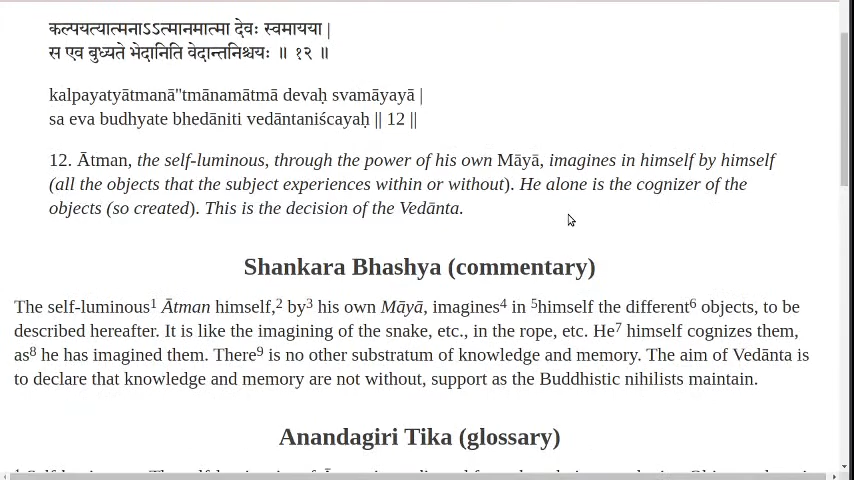 कल्पयत्यात्मनाऽऽत्मानमात्मा देवः स्वमायया |
स एव बुध्यते भेदानिति वेदान्तनिश्चयः ॥ १२ ॥
kalpayatyātmanā"tmānamātmā devaḥ svamāyayā |
sa eva budhyate bhedāniti vedāntaniścayaḥ || 12 ||
12. Ātman, the self-luminous, through the power of his own Māyā, imagines in himself by himself
(all the objects that the subject experiences within or without). He alone is the cognizer of the
objects (so created). This is the decision of the Vedānta.
Shankara Bhashya (commentary)
The self-luminous1 Ātman himself,2 by3 his own Māyā, imagines4 in 5himself the different6 objects, to be
described hereafter. It is like the imagining of the snake, etc., in the rope, etc. He7 himself cognizes them,
as8 he has imagined them. There9 is no other substratum of knowledge and memory. The aim of Vedānta is
to declare that knowledge and memory are not without, support as the Buddhistic nihilists maintain.
Anandagiri Tika (glossary)